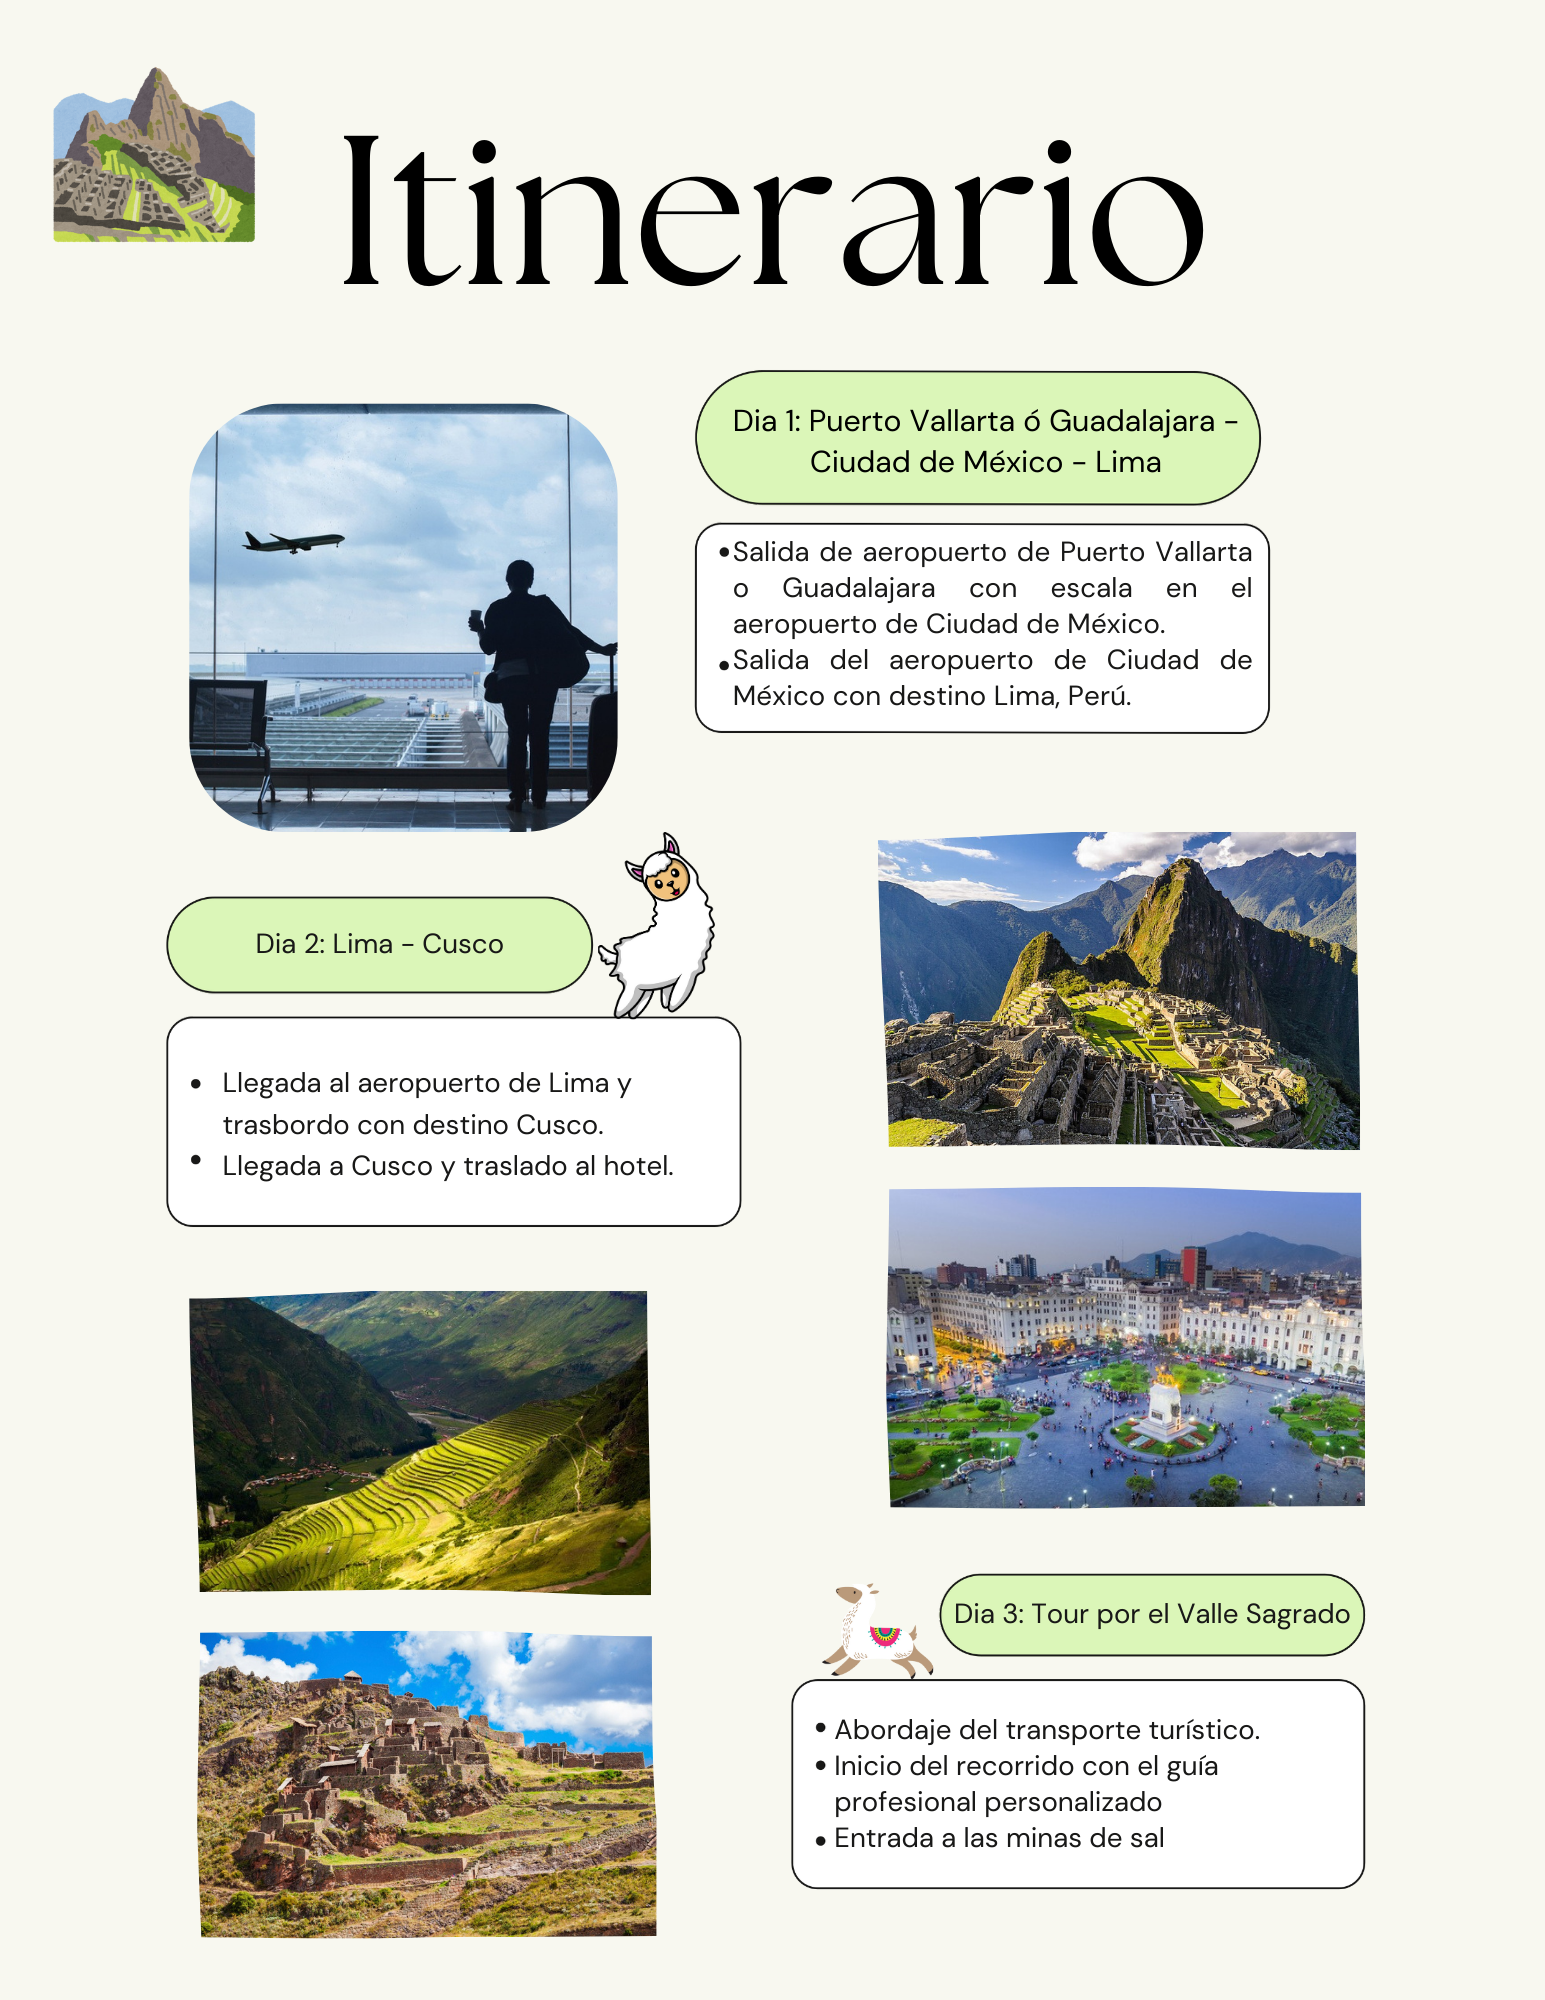 Itinerario
Dia 1: Puerto Vallarta ó Guadalajara -
Ciudad de México - Lima
•Salida de aeropuerto de Puerto Vallarta
o Guadalajara con escala en el
aeropuerto de Ciudad de México.
•Salida del aeropuerto de Ciudad de
México con destino Lima, Perú.
Dia 2: Lima - Cusco
• Llegada al aeropuerto de Lima y
trasbordo con destino Cusco.
• Llegada a Cusco y traslado al hotel.
Dia 3: Tour por el Valle Sagrado
• Abordaje del transporte turístico.
• Inicio del recorrido con el guía
profesional personalizado
• Entrada a las minas de sal